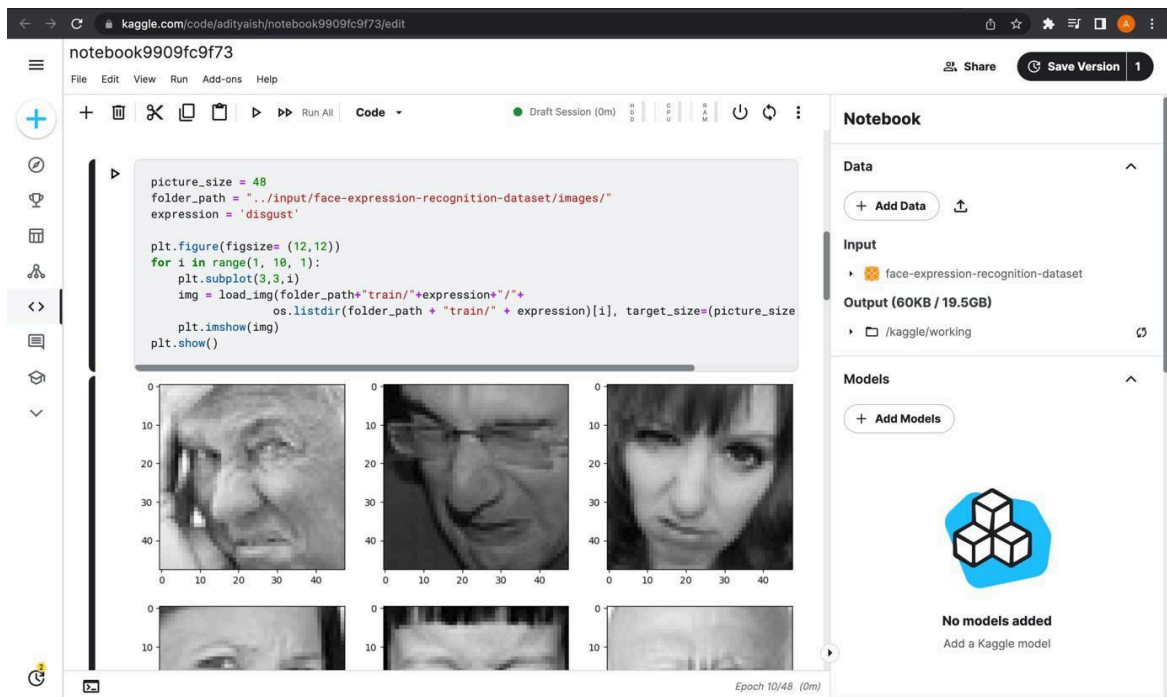 kaggle.com/code/adityaish/notebook9909fc9f73/edit
A
notebook9909fc9f73
File Edit View Run Add-ons Help
Share
Save Version 1
Run All Code
Draft Session (0m)
HDD
CPU
RAM
picture_size = 48
folder_path = "../input/face-expression-recognition-dataset/images/"
expression = 'disgust'
plt.figure(figsize= (12,12))
for i in range(1, 10, 1):
    plt.subplot(3,3,i)
    img = load_img(folder_path+"train/"+expression+"/"+
                  os.listdir(folder_path + "train/" + expression)[i], target_size=(picture_size
    plt.imshow(img)
plt.show()
0 0 0
10 10 10
20 20 20
30 30 30
40 40 40
0 10 20 30 40 0 10 20 30 40 0 10 20 30 40
0 0 0
10 10 10
Epoch 10/48 (0m)
2
Notebook
Data
+ Add Data
Input
face-expression-recognition-dataset
Output (60KB / 19.5GB)
/kaggle/working
Models
+ Add Models
No models added
Add a Kaggle model